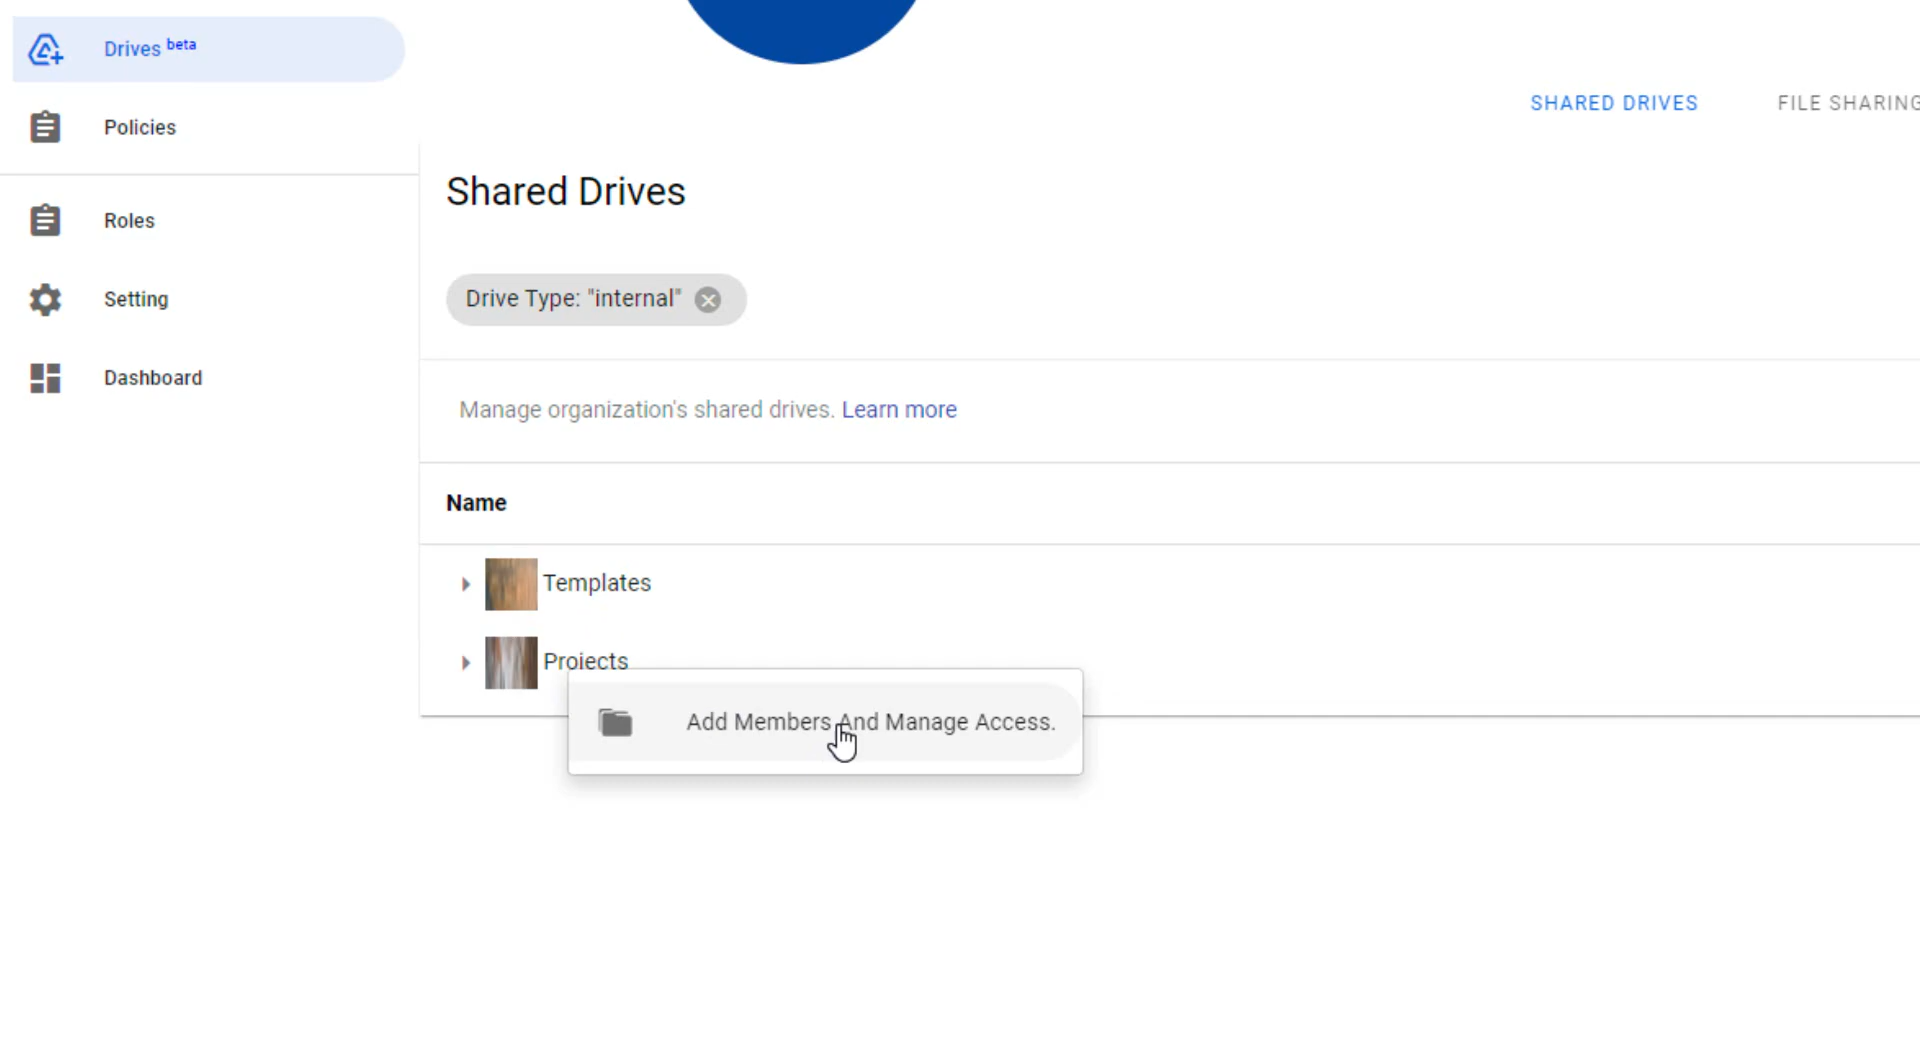 Drives beta
Policies
SHARED DRIVES
FILE SHARING
Shared Drives
Roles
Drive Type: "internal"
Setting
Dashboard
Manage organization's shared drives. Learn more
Name
Templates
Projects
Add Members And Manage Access.